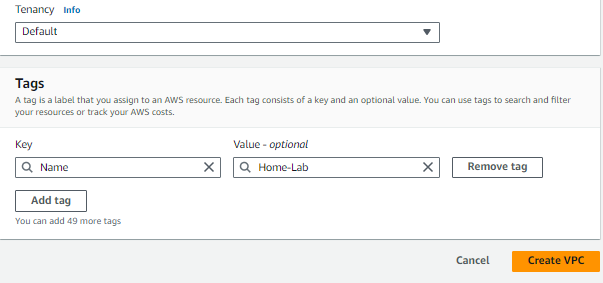 Tenancy Info
Default
Tags
A tag is a label that you assign to an AWS resource. Each tag consists of a key and an optional value. You can use tags to search and filter
your resources or track your AWS costs.
Key
Value - optional
Name
Home-Lab
Remove tag
Add tag
You can add 49 more tags
Cancel
Create VPC